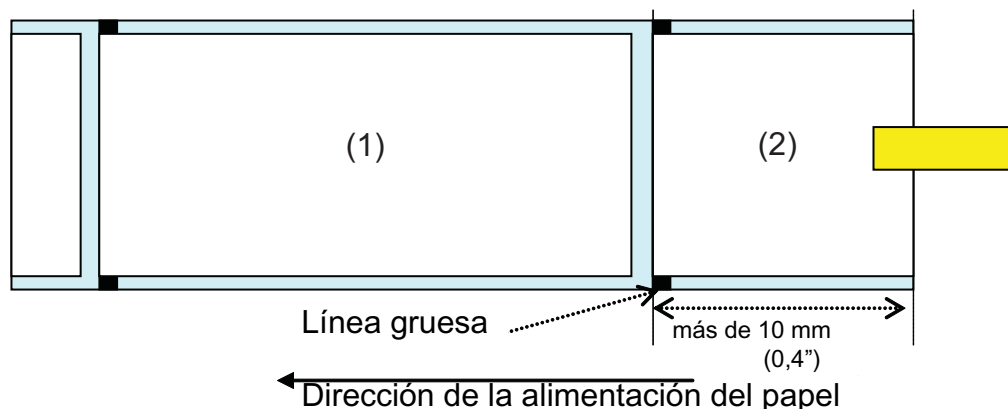 (1)
(2)
Línea gruesa
más de 10 mm
(0,4”)
Dirección de la alimentación del papel